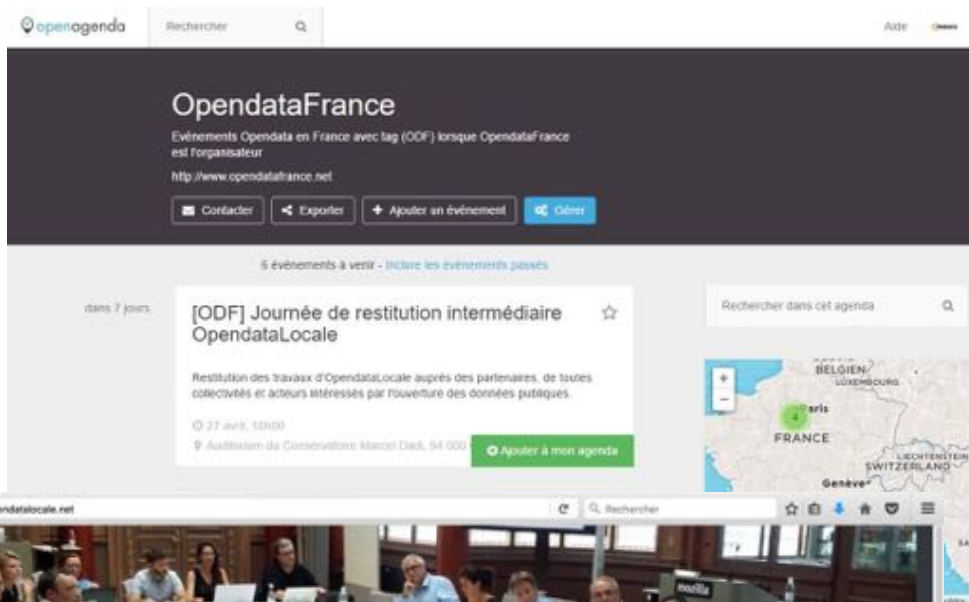 openagenda
Rechercher
Aide
OpendataFrance
Evénements Opendata en France avec tag (ODF) lorsque OpendataFrance
est l'organisateur
http://www.opendatafrance.net
Contacter
Exporter
+ Ajouter un événement
Gérer
6 événements à venir - Inclure les événements passés
dans 7 jours
[ODF] Journée de restitution intermédiaire
OpendataLocale
Restitution des travaux d'OpendataLocale auprès des partenaires, de toutes
collectivités et acteurs intéressés par l'ouverture des données publiques.
27 avril, 10h00
Auditorium du Conservatoire Marcel Dadi, 94 000
Ajouter à mon agenda
Rechercher dans cet agenda
+
−
BELGIEN
LUXEMBOURG
4
aris
FRANCE
LIECHTENSTEIN
SWITZERLAND
Genève
ndatalocale.net
Rechercher
mozilla